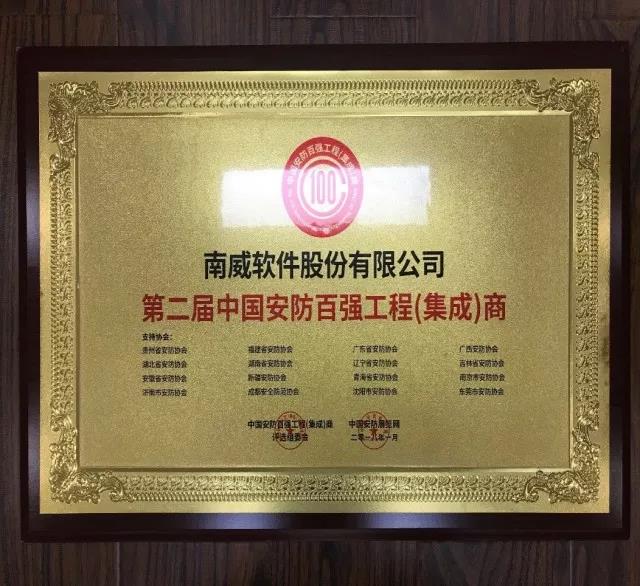 中国安防百强工程(集成)商
100
南威软件股份有限公司
第二届中国安防百强工程(集成)商
支持协会:
贵州省安防协会 福建省安防协会 广东省安防协会 广西安防协会
湖北省安防协会 湖南省安防协会 辽宁省安防协会 吉林省安防协会
安徽省安防协会 新疆安防协会 青海省安防协会 南京市安防协会
济南市安防协会 成都安全防范协会 沈阳市安防协会 东莞市安防协会
中国安防百强工程(集成)商 中国安防展览网
评选组委会 二零一八年一月